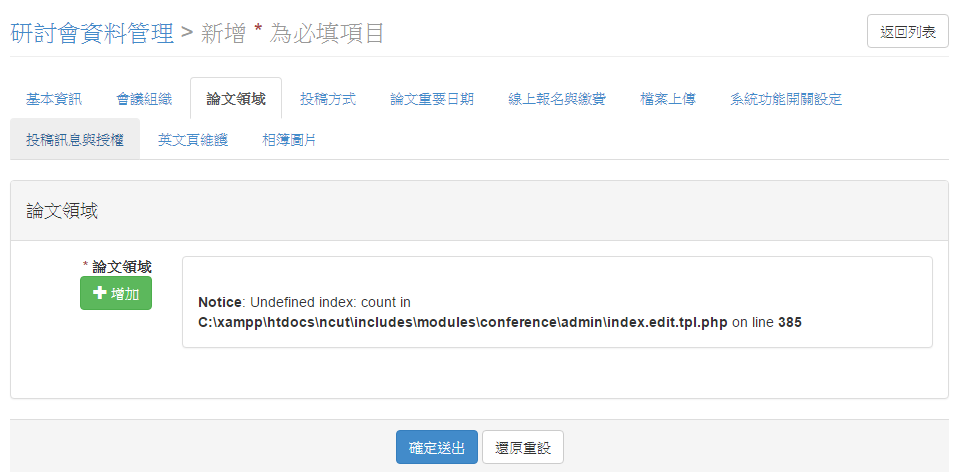 研討會資料管理 > 新增 * 為必填項目
返回列表
基本資訊 會議組織 論文領域 投稿方式 論文重要日期 線上報名與繳費 檔案上傳 系統功能開關設定
投稿訊息與授權 英文頁維護 相簿圖片
論文領域
* 論文領域
增加
Notice: Undefined index: count in
C:\xampp\htdocs\ncut\includes\modules\conference\admin\index.edit.tpl.php on line 385
確定送出 還原重設